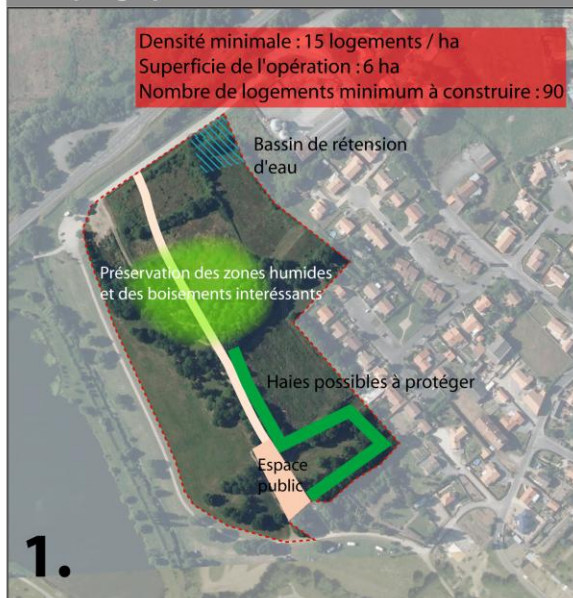 Densité minimale : 15 logements / ha
Superficie de l'opération : 6 ha
Nombre de logements minimum à construire : 90
Bassin de rétension
d'eau
Préservation des zones humides
et des boisements interéssants
Haies possibles à protéger
Espace
public
1.